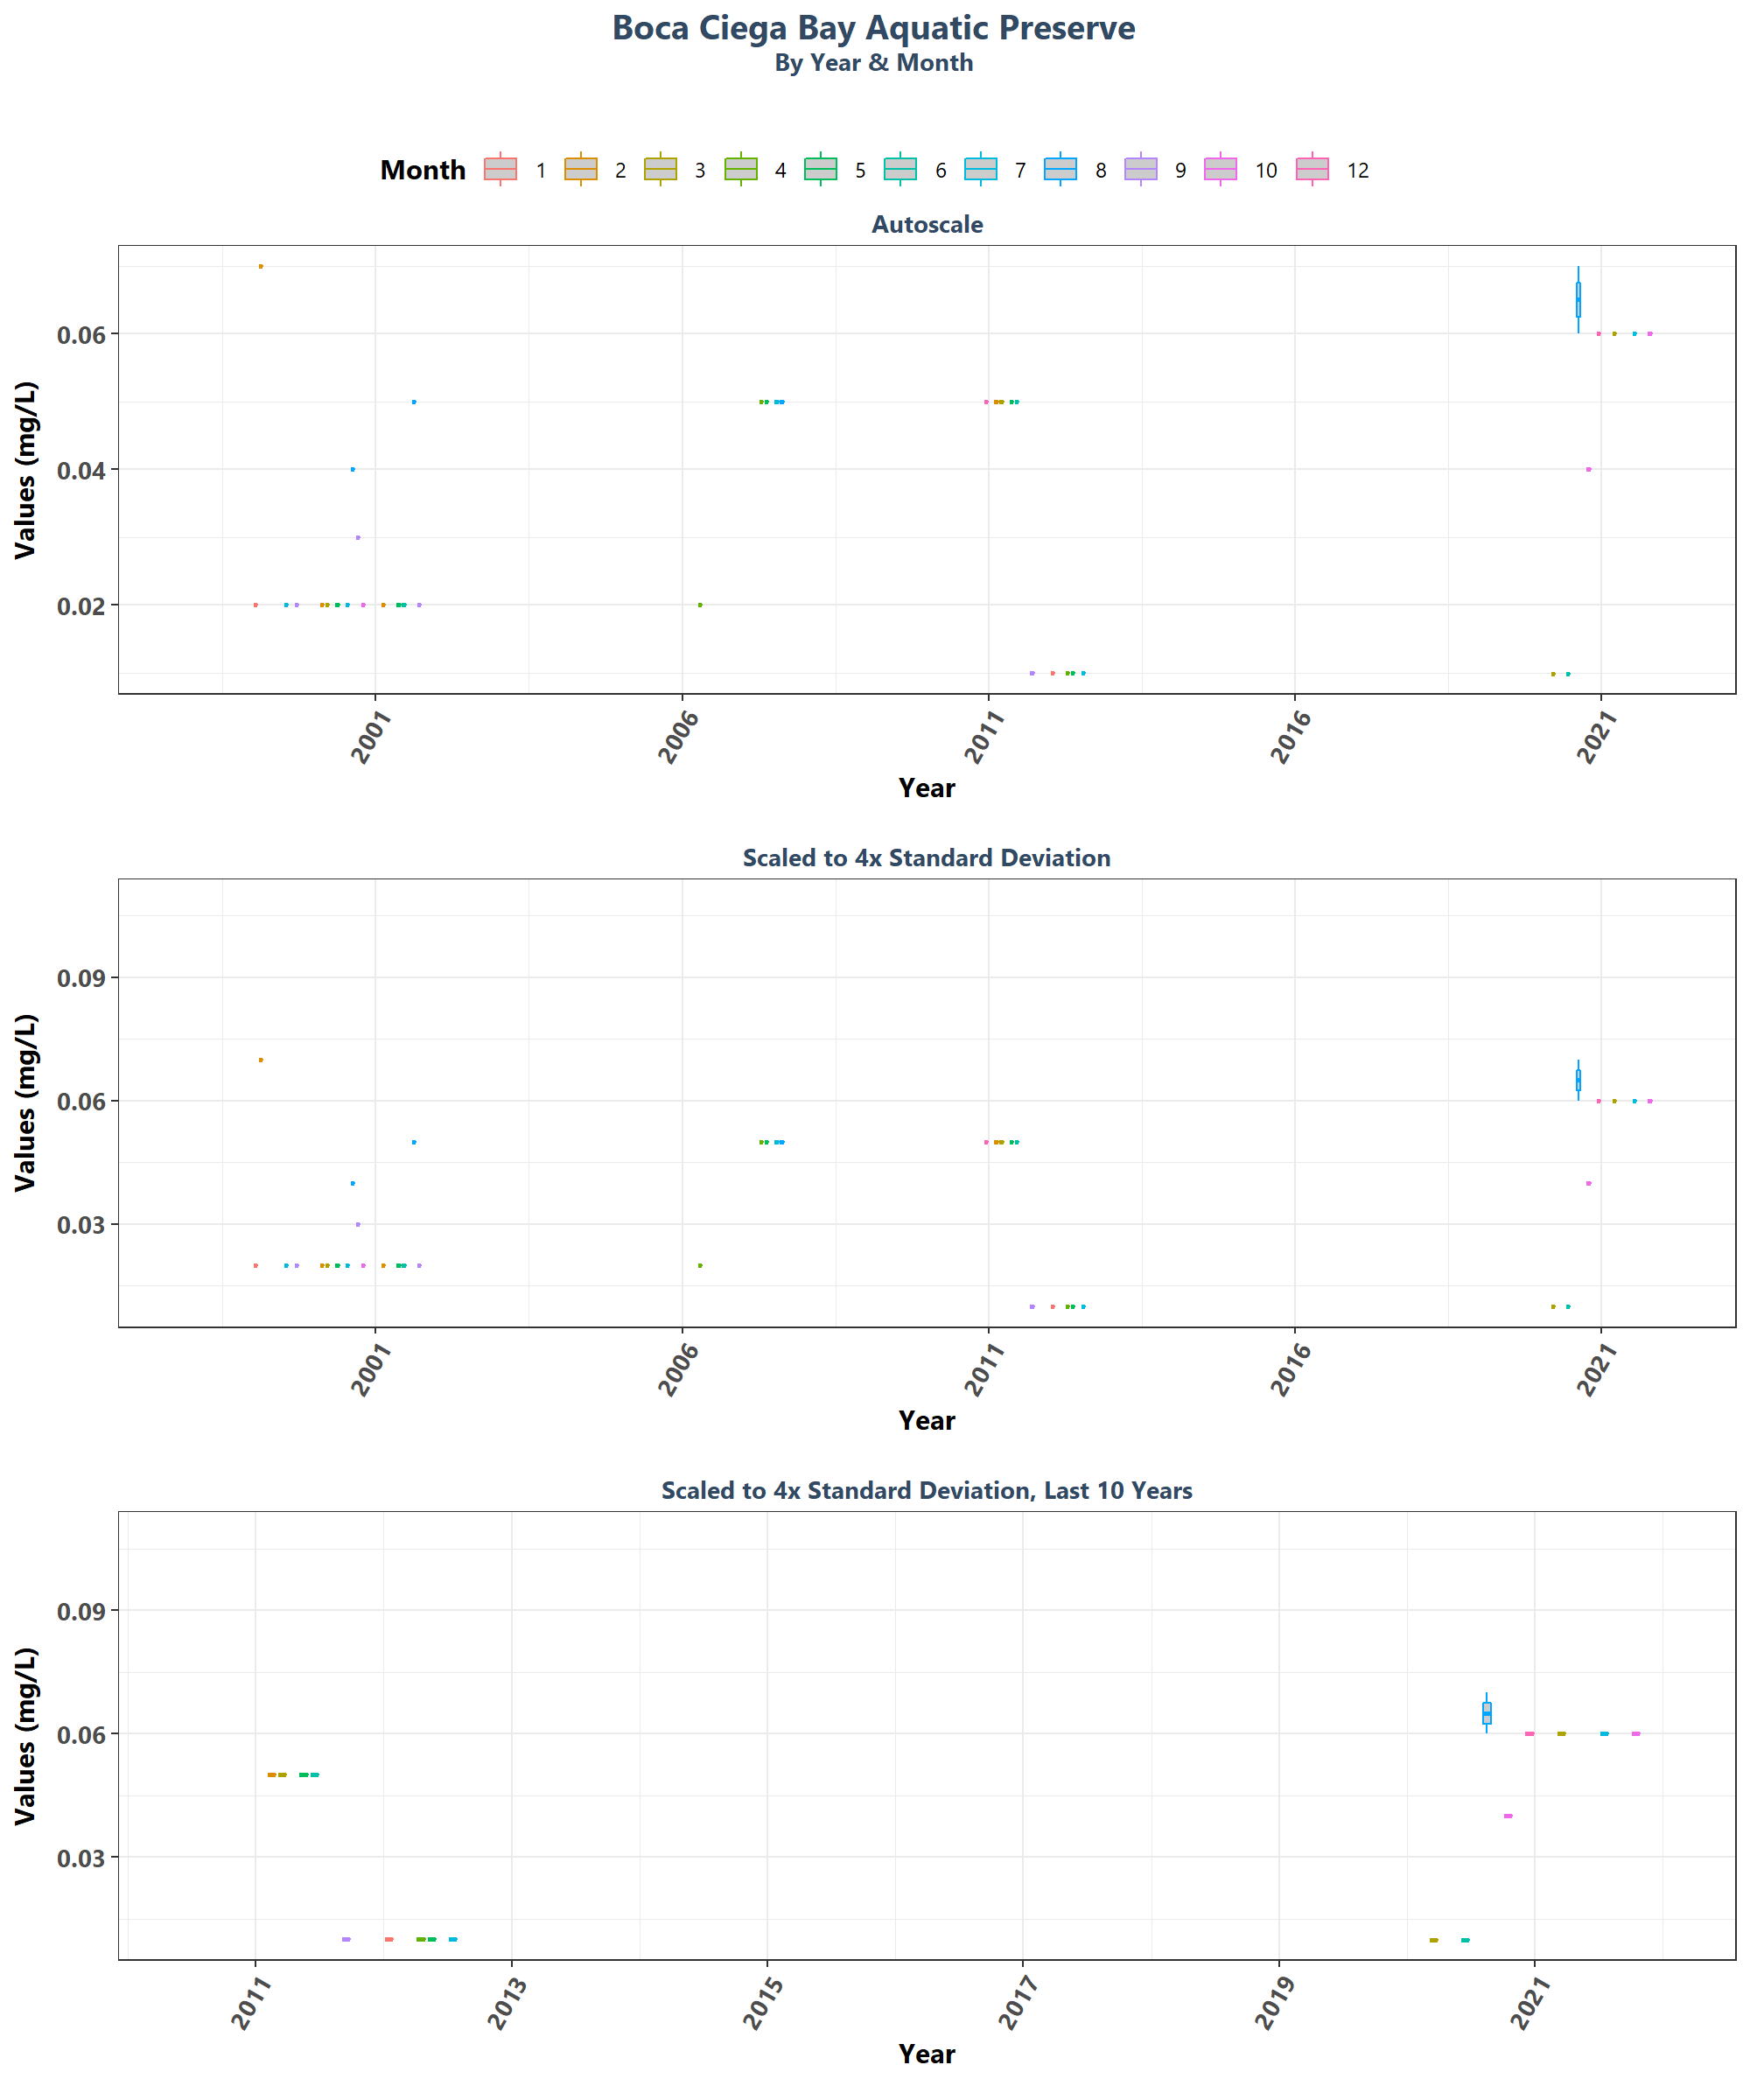 Boca Ciega Bay Aquatic Preserve
By Year & Month
Month 1 2 3 4 5 6 7 8 9 10 12
Autoscale
Values (mg/L)
0.06
0.04
0.02
2001 2006 2011 2016 2021
Year
Scaled to 4x Standard Deviation
Values (mg/L)
0.09
0.06
0.03
2001 2006 2011 2016 2021
Year
Scaled to 4x Standard Deviation, Last 10 Years
Values (mg/L)
0.09
0.06
0.03
2011 2013 2015 2017 2019 2021
Year